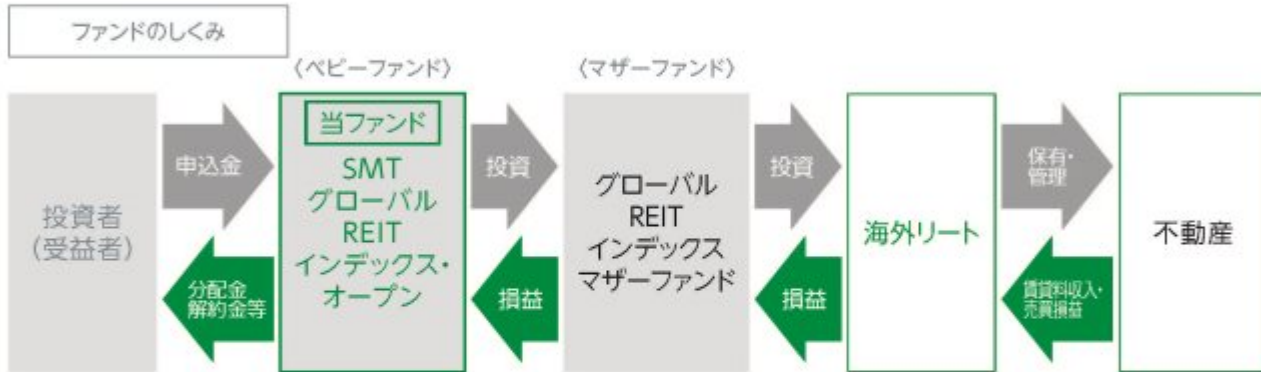 ファンドのしくみ
〈ベビーファンド〉
〈マザーファンド〉
投資者
(受益者)
申込金
分配金
解約金等
当ファンド
SMT
グローバル
REIT
インデックス・
オープン
投資
損益
グローバル
REIT
インデックス
マザーファンド
投資
損益
海外リート
保有・
管理
賃貸料収入・
売買損益
不動産